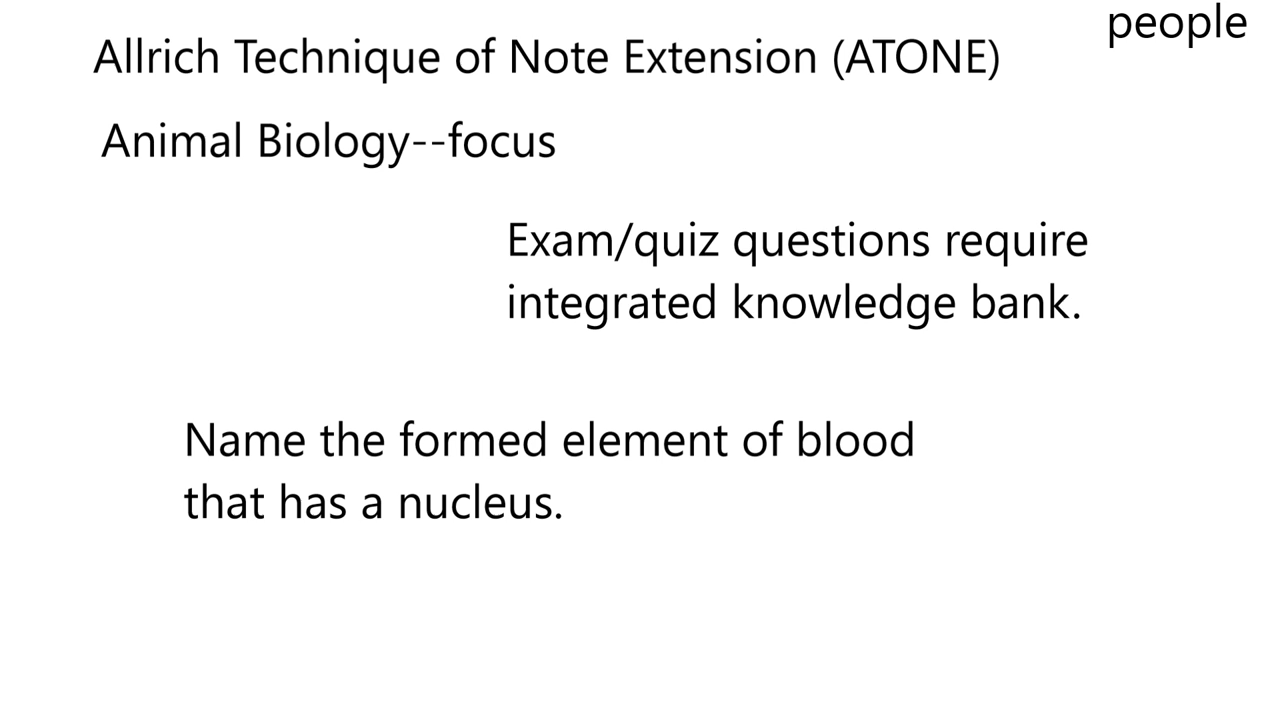 people
Allrich Technique of Note Extension (ATONE)
Animal Biology--focus
Exam/quiz questions require
integrated knowledge bank.
Name the formed element of blood
that has a nucleus.